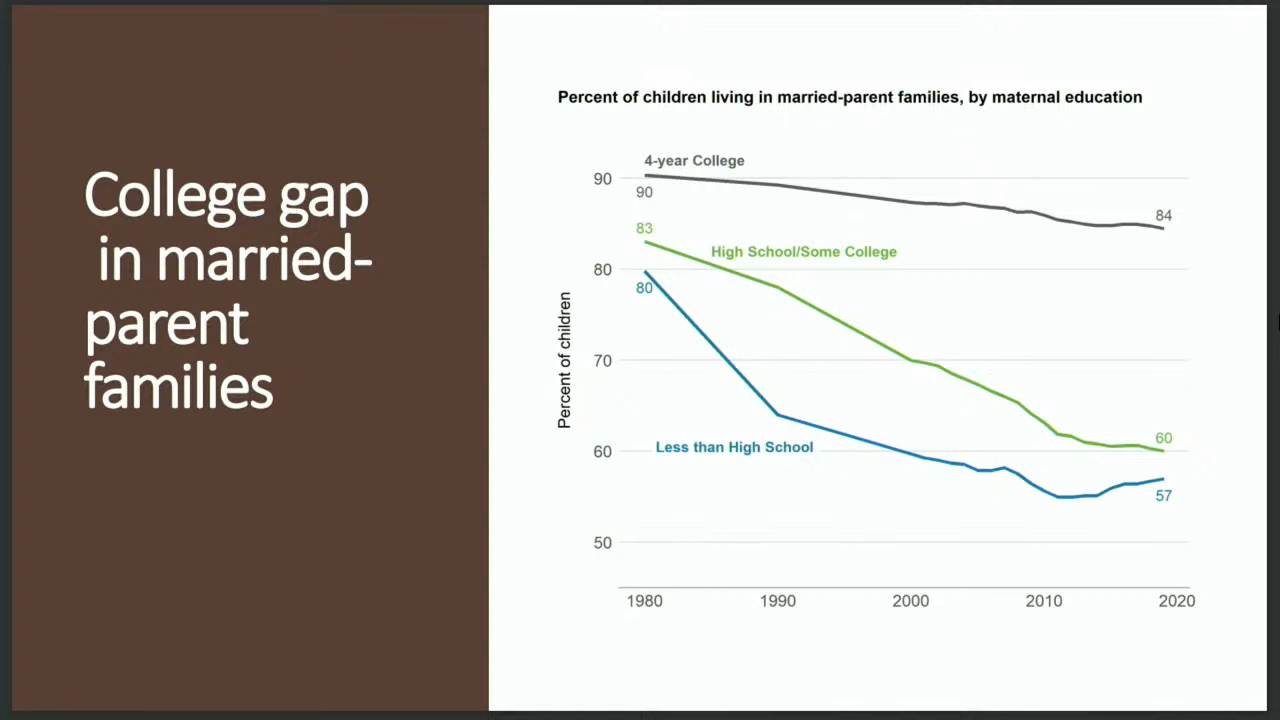 College gap
in married-
parent
families
Percent of children living in married-parent families, by maternal education
Percent of children
90
80
70
60
50
4-year College
90
84
83
High School/Some College
60
80
Less than High School
57
1980
1990
2000
2010
2020